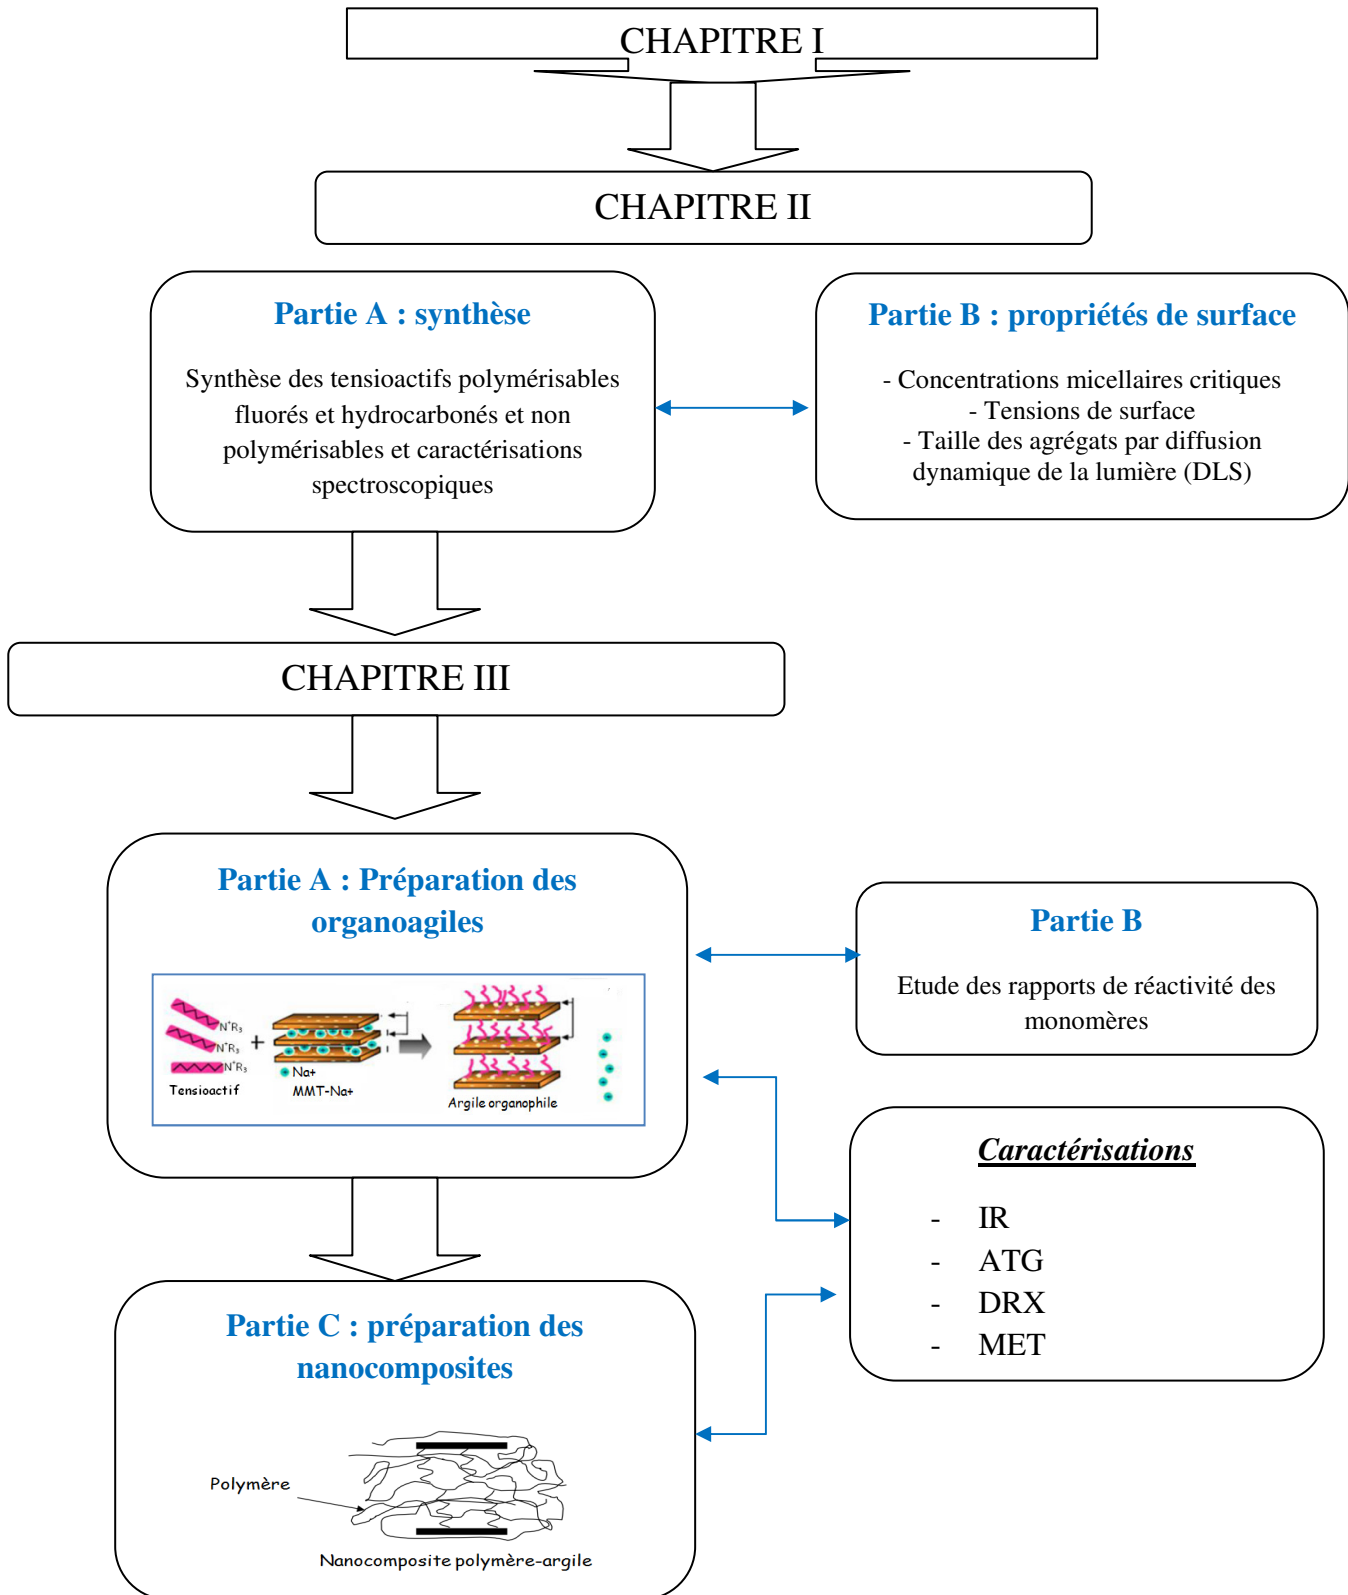 CHAPITRE I
CHAPITRE II
Partie A : synthèse
Synthèse des tensioactifs polymérisables
fluorés et hydrocarbonés et non
polymérisables et caractérisations
spectroscopiques
Partie B : propriétés de surface
- Concentrations micellaires critiques
- Tensions de surface
- Taille des agrégats par diffusion
dynamique de la lumière (DLS)
CHAPITRE III
Partie A : Préparation des
organoagiles
N⁺R₃
N⁺R₃
N⁺R₃
Tensioactif
+
Na+
MMT-Na+
Argile organophile
Partie B
Etude des rapports de réactivité des
monomères
Caractérisations
- IR
- ATG
- DRX
- MET
Partie C : préparation des
nanocomposites
Polymère
Nanocomposite polymère-argile